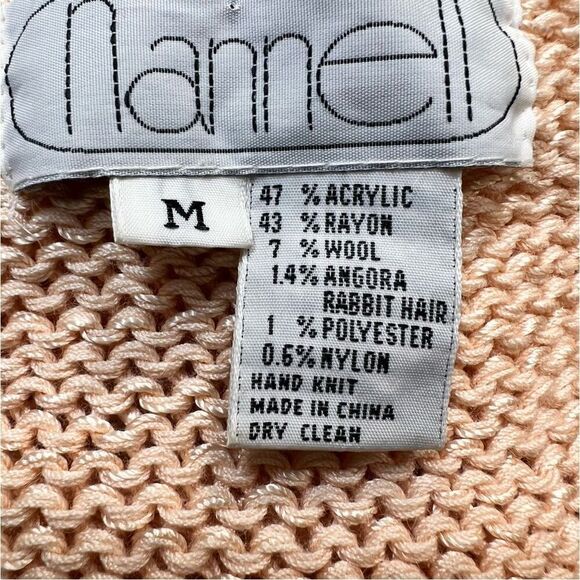 nannell
M
47 % ACRYLIC
43 % RAYON
7 % WOOL
1.4% ANGORA
RABBIT HAIR
1 % POLYESTER
0.6% NYLON
HAND KNIT
MADE IN CHINA
DRY CLEAN